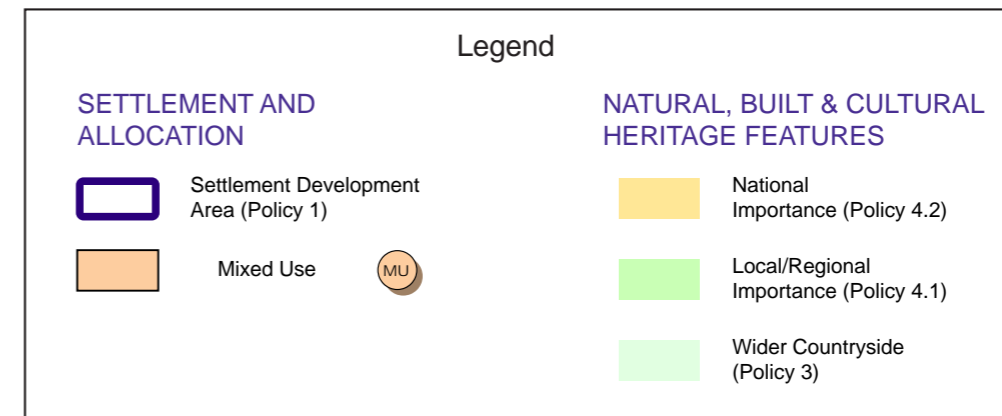 Legend
SETTLEMENT AND
ALLOCATION
Settlement Development
Area (Policy 1)
Mixed Use
MU
NATURAL, BUILT & CULTURAL
HERITAGE FEATURES
National
Importance (Policy 4.2)
Local/Regional
Importance (Policy 4.1)
Wider Countryside
(Policy 3)